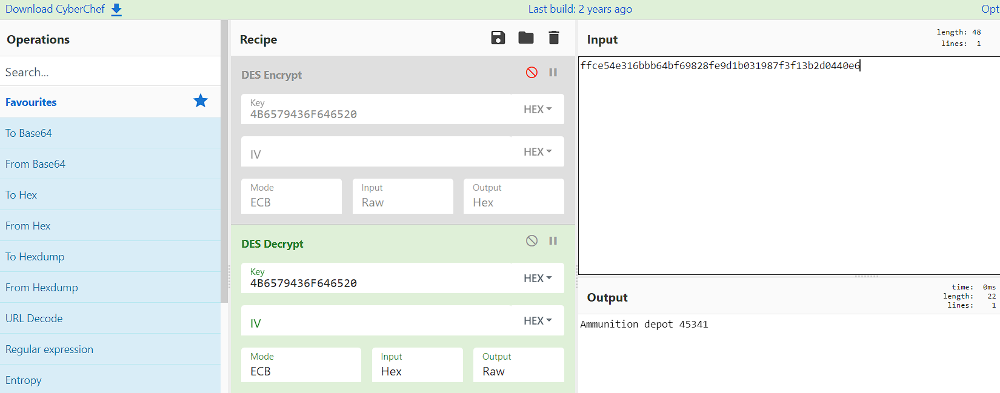 Download CyberChef
Last build: 2 years ago
Opt
Operations
Search...
Favourites
To Base64
From Base64
To Hex
From Hex
To Hexdump
From Hexdump
URL Decode
Regular expression
Entropy
Recipe
DES Encrypt
Key
4B6579436F646520
HEX
IV
HEX
Mode
ECB
Input
Raw
Output
Hex
DES Decrypt
Key
4B6579436F646520
HEX
IV
HEX
Mode
ECB
Input
Hex
Output
Raw
Input
length: 48
lines: 1
ffce54e316bbb64bf69828fe9d1b031987f3f13b2d0440e6
Output
time: 0ms
length: 22
lines: 1
Ammunition depot 45341